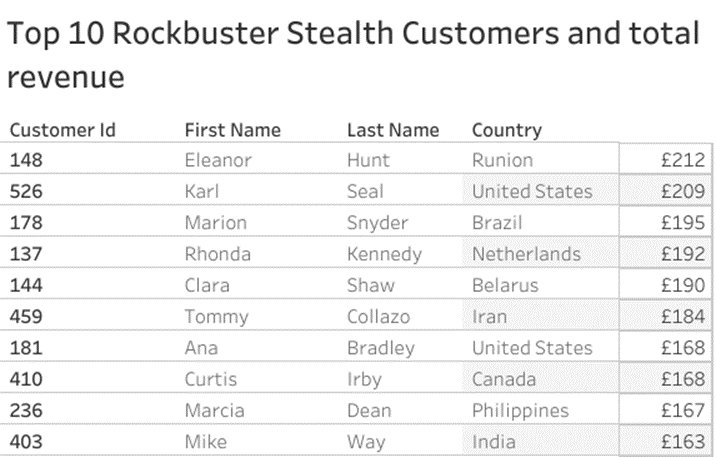 Top 10 Rockbuster Stealth Customers and total
revenue
Customer Id First Name Last Name Country
148 Eleanor Hunt Runion £212
526 Karl Seal United States £209
178 Marion Snyder Brazil £195
137 Rhonda Kennedy Netherlands £192
144 Clara Shaw Belarus £190
459 Tommy Collazo Iran £184
181 Ana Bradley United States £168
410 Curtis Irby Canada £168
236 Marcia Dean Philippines £167
403 Mike Way India £163